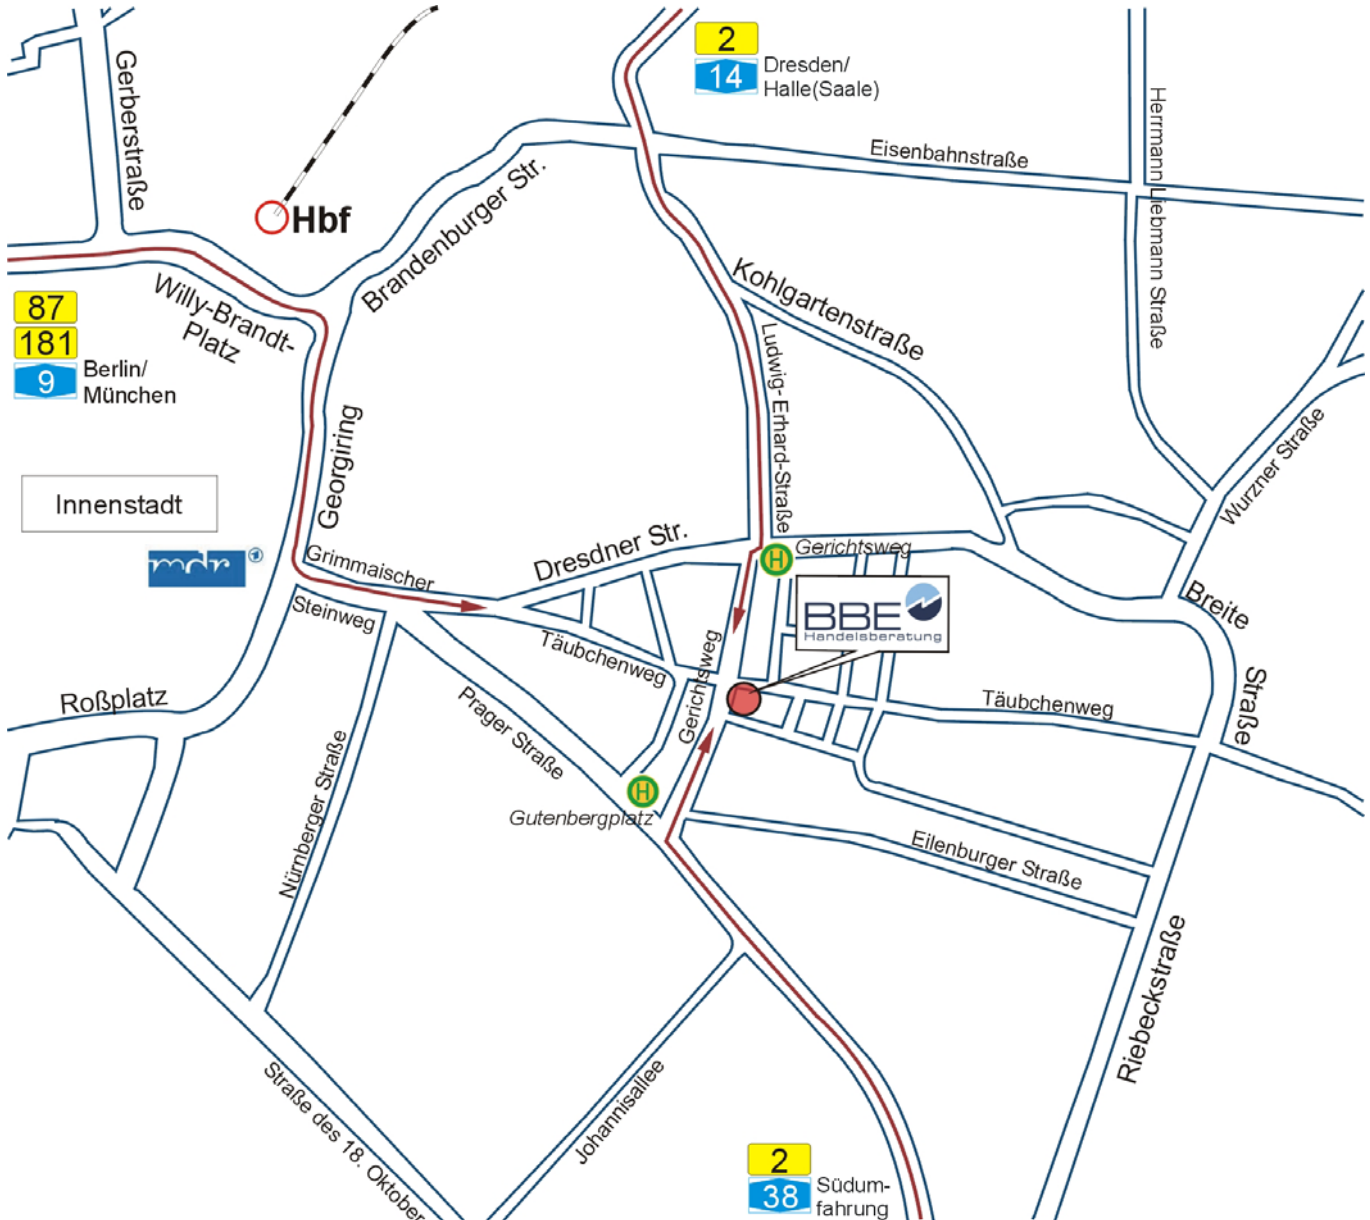 2
14
Dresden/
Halle(Saale)
Gerberstraße
Hbf
Brandenburger Str.
Eisenbahnstraße
Herrmann Liebmann Straße
Willy-Brandt-
Platz
Kohlgartenstraße
87
181
9
Berlin/
München
Ludwig-Erhard-Straße
Georgiring
Wurzner Straße
Innenstadt
mdr
Grimmaischer
Steinweg
Dresdner Str.
H
Gerichtsweg
BBE
Handelsberatung
Breite
Straße
Täubchenweg
Gerichtsweg
Täubchenweg
Roßplatz
Prager Straße
Nürnberger Straße
H
Gutenbergplatz
Eilenburger Straße
Riebeckstraße
Johannisallee
Straße des 18. Oktober
2
38
Südum-
fahrung